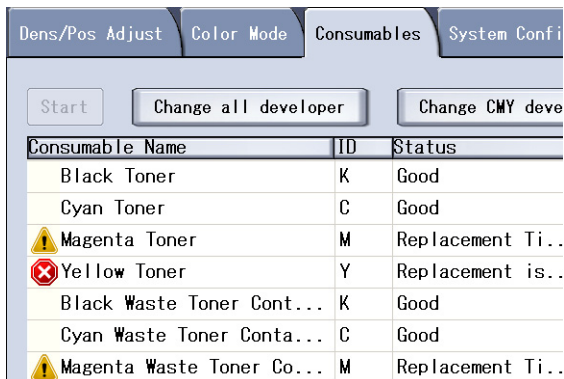 Dens/Pos Adjust Color Mode Consumables System Confi
Start Change all developer Change CMY deve
Consumable Name ID Status
Black Toner K Good
Cyan Toner C Good
Magenta Toner M Replacement Ti..
Yellow Toner Y Replacement is..
Black Waste Toner Cont... K Good
Cyan Waste Toner Conta... C Good
Magenta Waste Toner Co... M Replacement Ti..